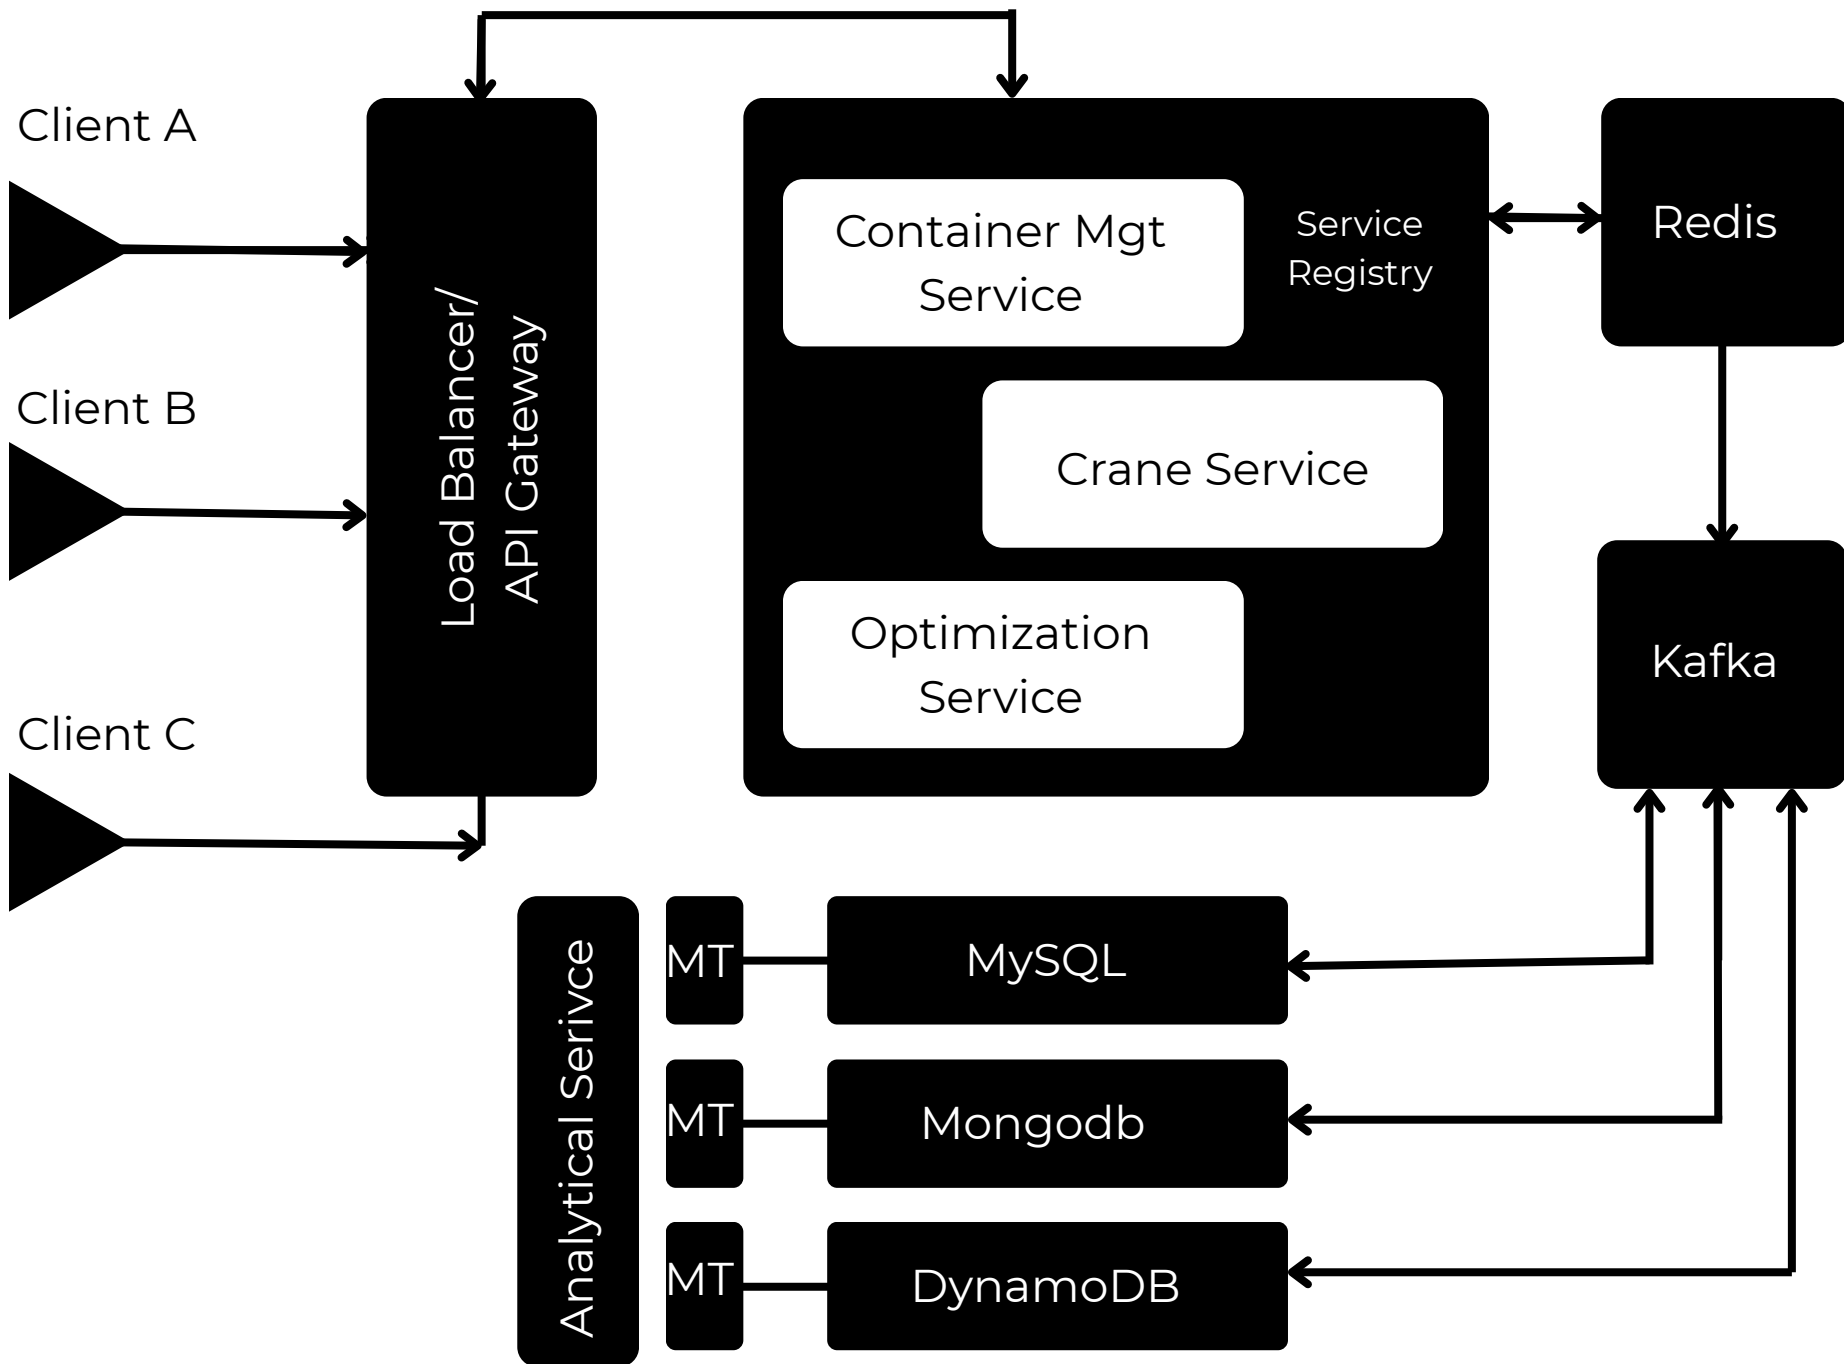 Client A
Client B
Client C
Load Balancer/
API Gateway
Container Mgt
Service
Service
Registry
Crane Service
Optimization
Service
Redis
Kafka
Analytical Serivce
MT
MySQL
MT
Mongodb
MT
DynamoDB